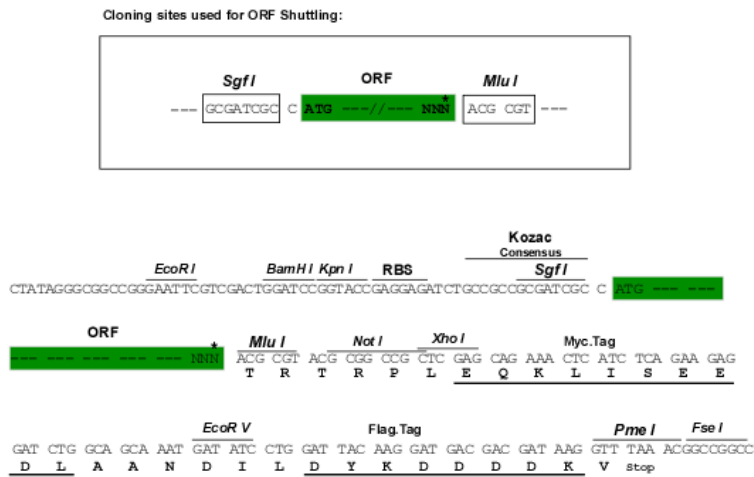 Cloning sites used for ORF Shuttling:
Sgf I ORF Mlu I
--- GCGATCGC C ATG ---//--- NNN* ACG CGT ---
Kozac
Consensus
EcoR I BamH I Kpn I RBS Sgf I
CTATAGGGCGGCCGGGAATTCGTCGACTGGATCCGGTACCGAGGAGATCTGCCGCCGCGATCGC C ATG --- ---
ORF
Mlu I Not I Xho I Myc.Tag
--- --- --- --- --- NNN* ACG CGT ACG CGG CCG CTC GAG CAG AAA CTC ATC TCA GAA GAG
T R T R P L E Q K L I S E E
EcoR V Flag.Tag Pme I Fse I
GAT CTG GCA GCA AAT GAT ATC CTG GAT TAC AAG GAT GAC GAC GAT AAG GTT TAA ACGGCCGGCC
D L A A N D I L D Y K D D D D K V Stop